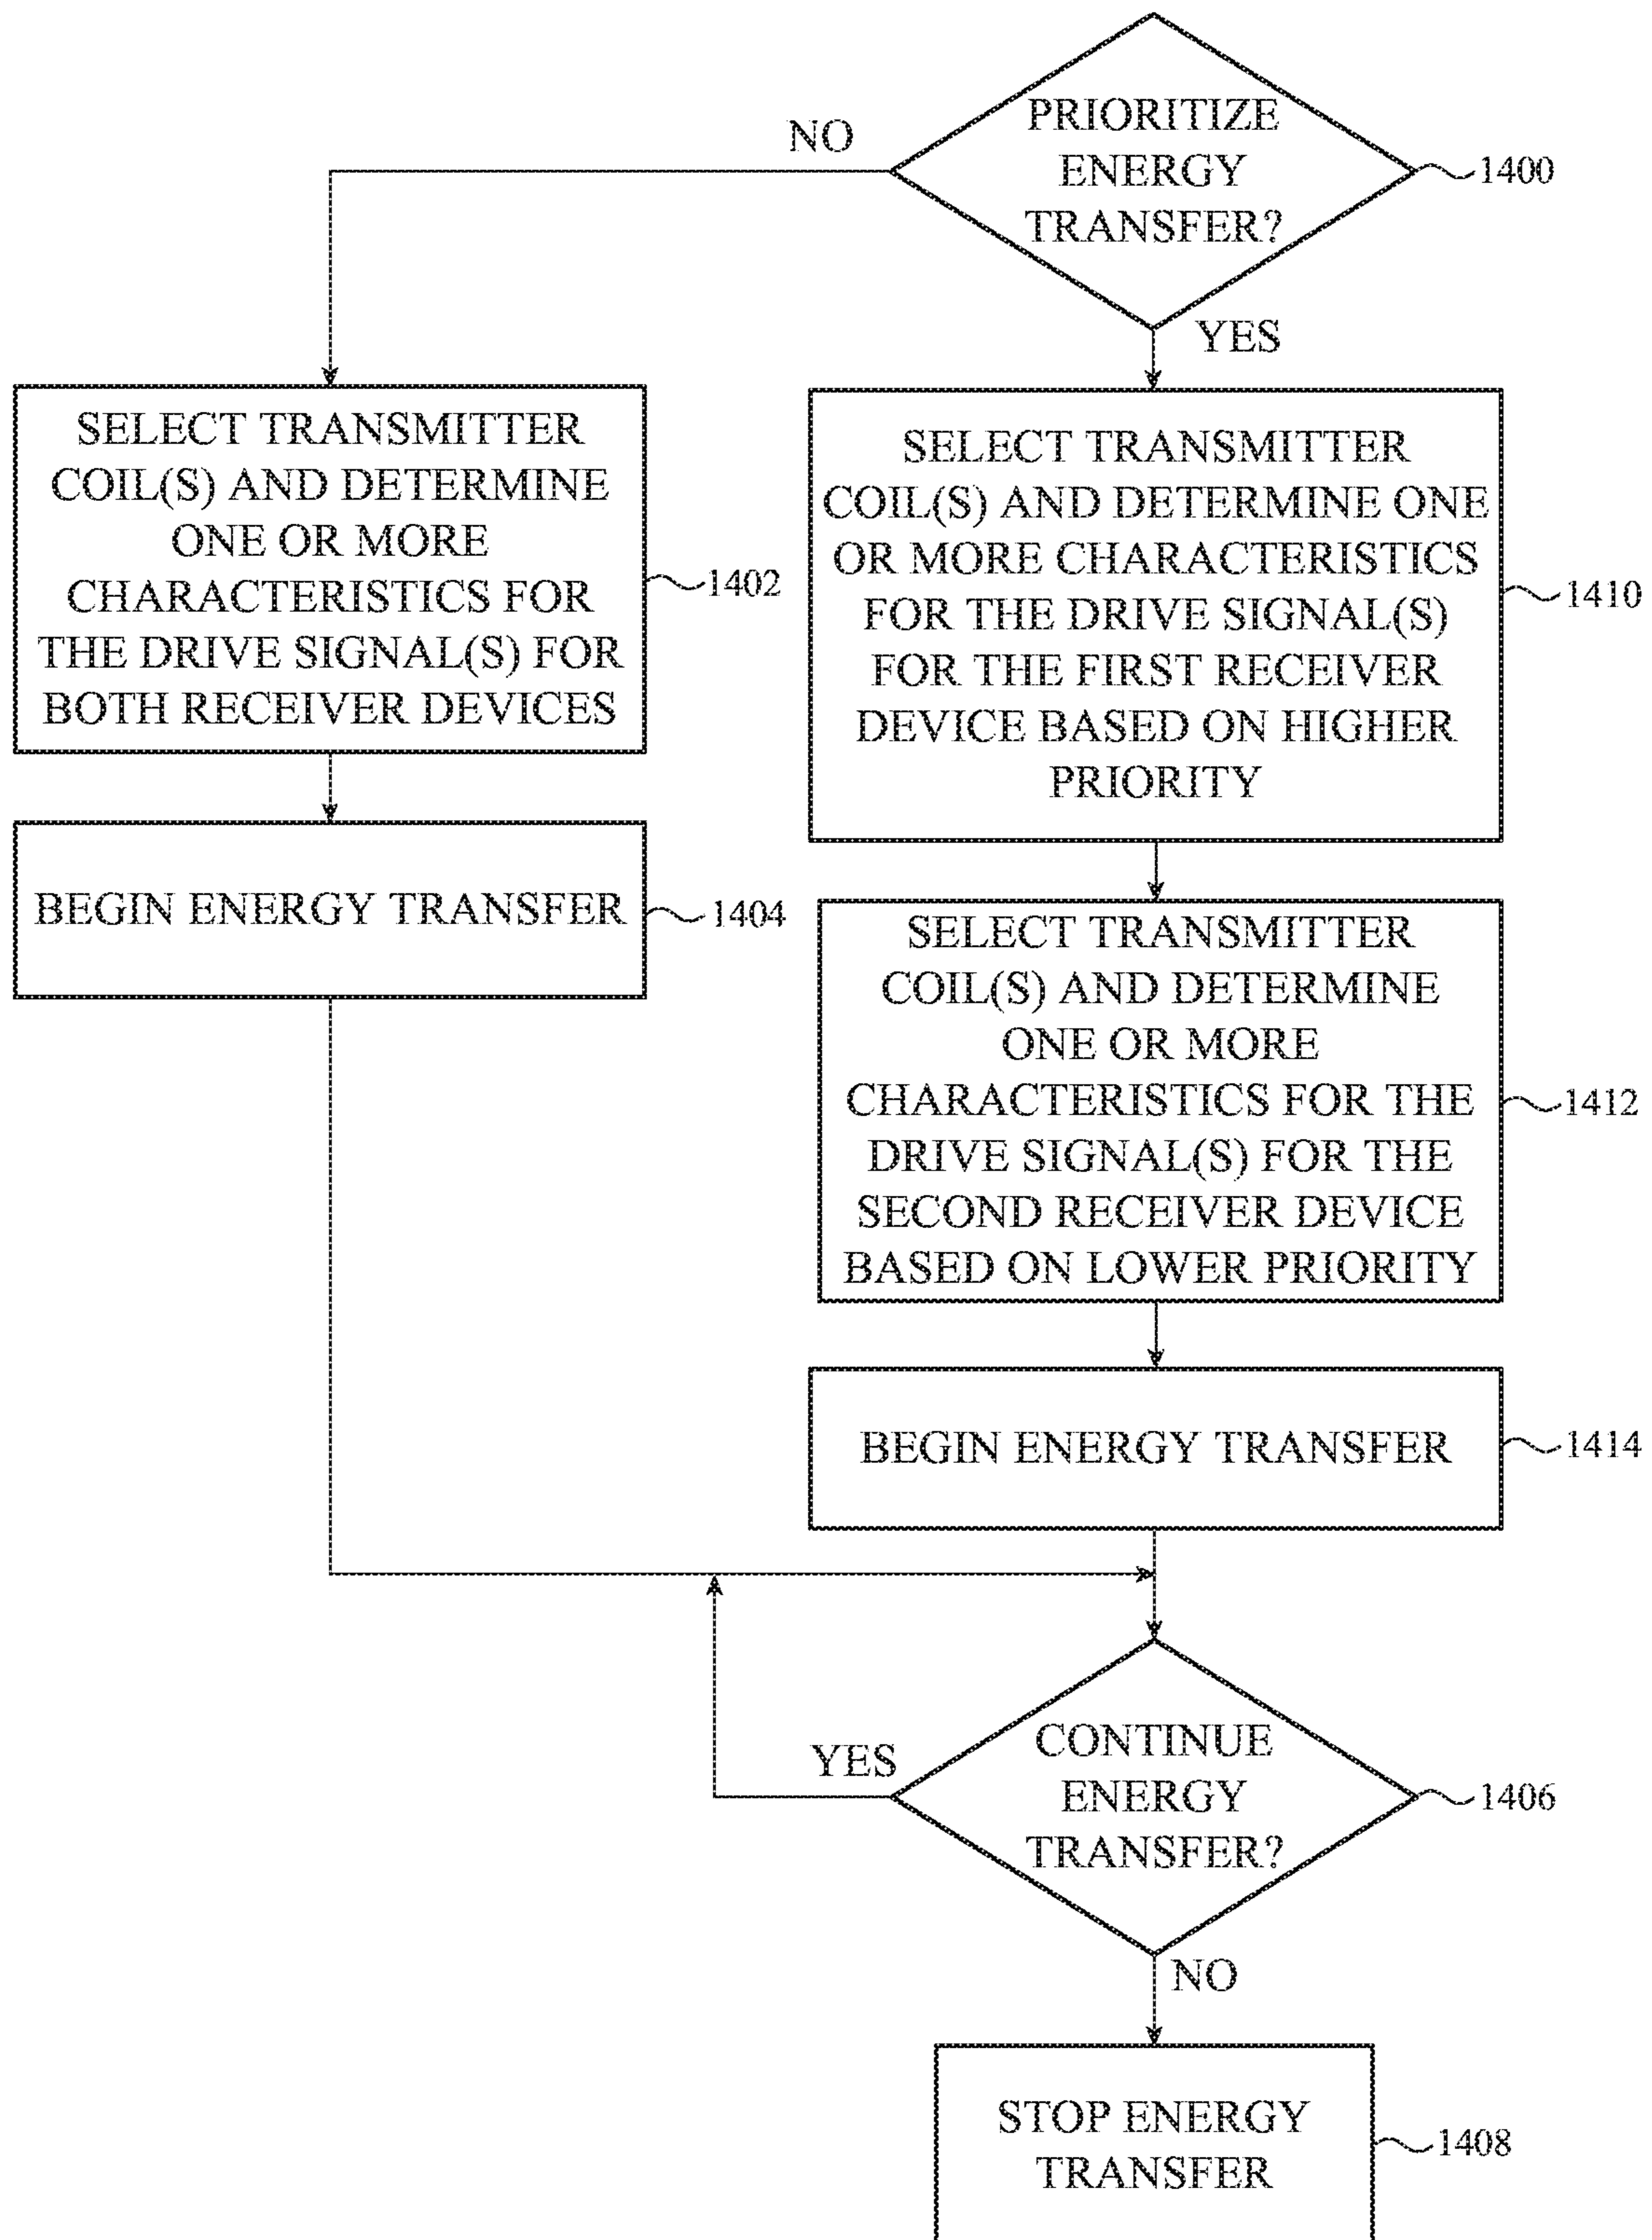 PRIORITIZE
ENERGY
TRANSFER?
1400
NO
YES
SELECT TRANSMITTER
COIL(S) AND DETERMINE
ONE OR MORE
CHARACTERISTICS FOR
THE DRIVE SIGNAL(S) FOR
BOTH RECEIVER DEVICES
1402
BEGIN ENERGY TRANSFER
1404
SELECT TRANSMITTER
COIL(S) AND DETERMINE ONE
OR MORE CHARACTERISTICS
FOR THE DRIVE SIGNAL(S)
FOR THE FIRST RECEIVER
DEVICE BASED ON HIGHER
PRIORITY
1410
SELECT TRANSMITTER
COIL(S) AND DETERMINE
ONE OR MORE
CHARACTERISTICS FOR THE
DRIVE SIGNAL(S) FOR THE
SECOND RECEIVER DEVICE
BASED ON LOWER PRIORITY
1412
BEGIN ENERGY TRANSFER
1414
CONTINUE
ENERGY
TRANSFER?
1406
YES
NO
STOP ENERGY
TRANSFER
1408